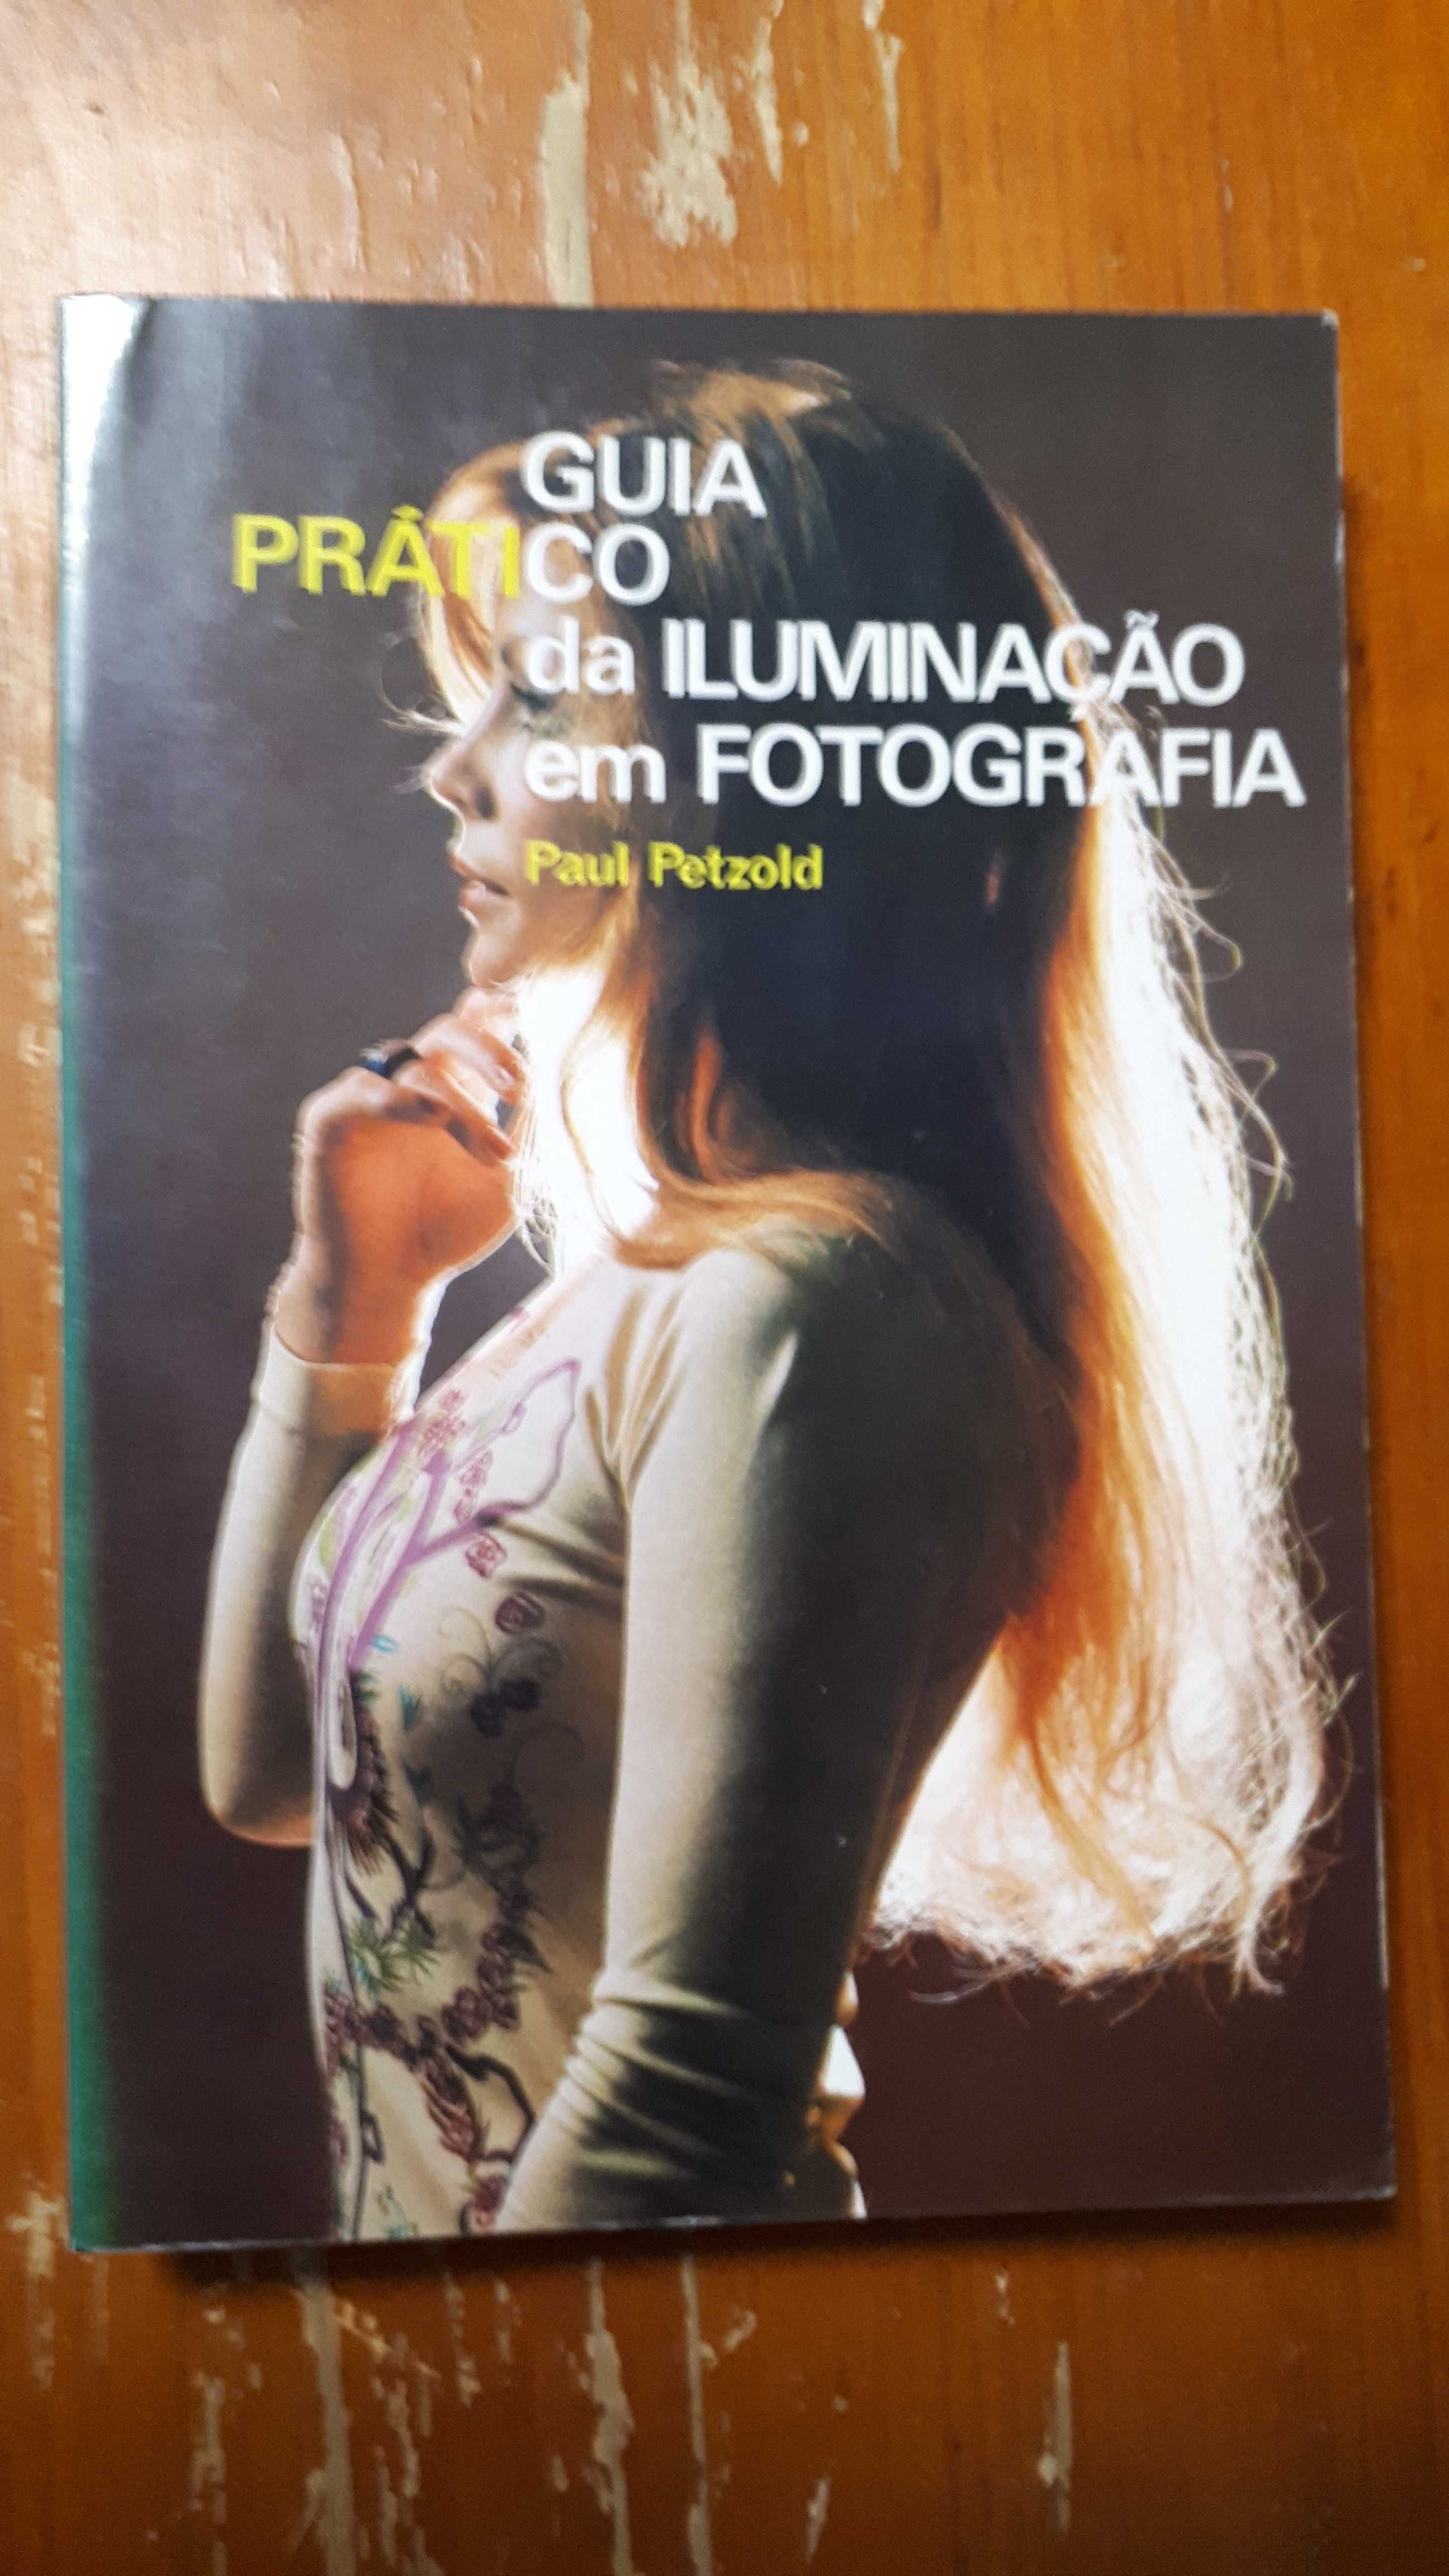 GUIA
PRÁTICO
da ILUMINAÇÃO
em FOTOGRAFIA
Paul Petzold